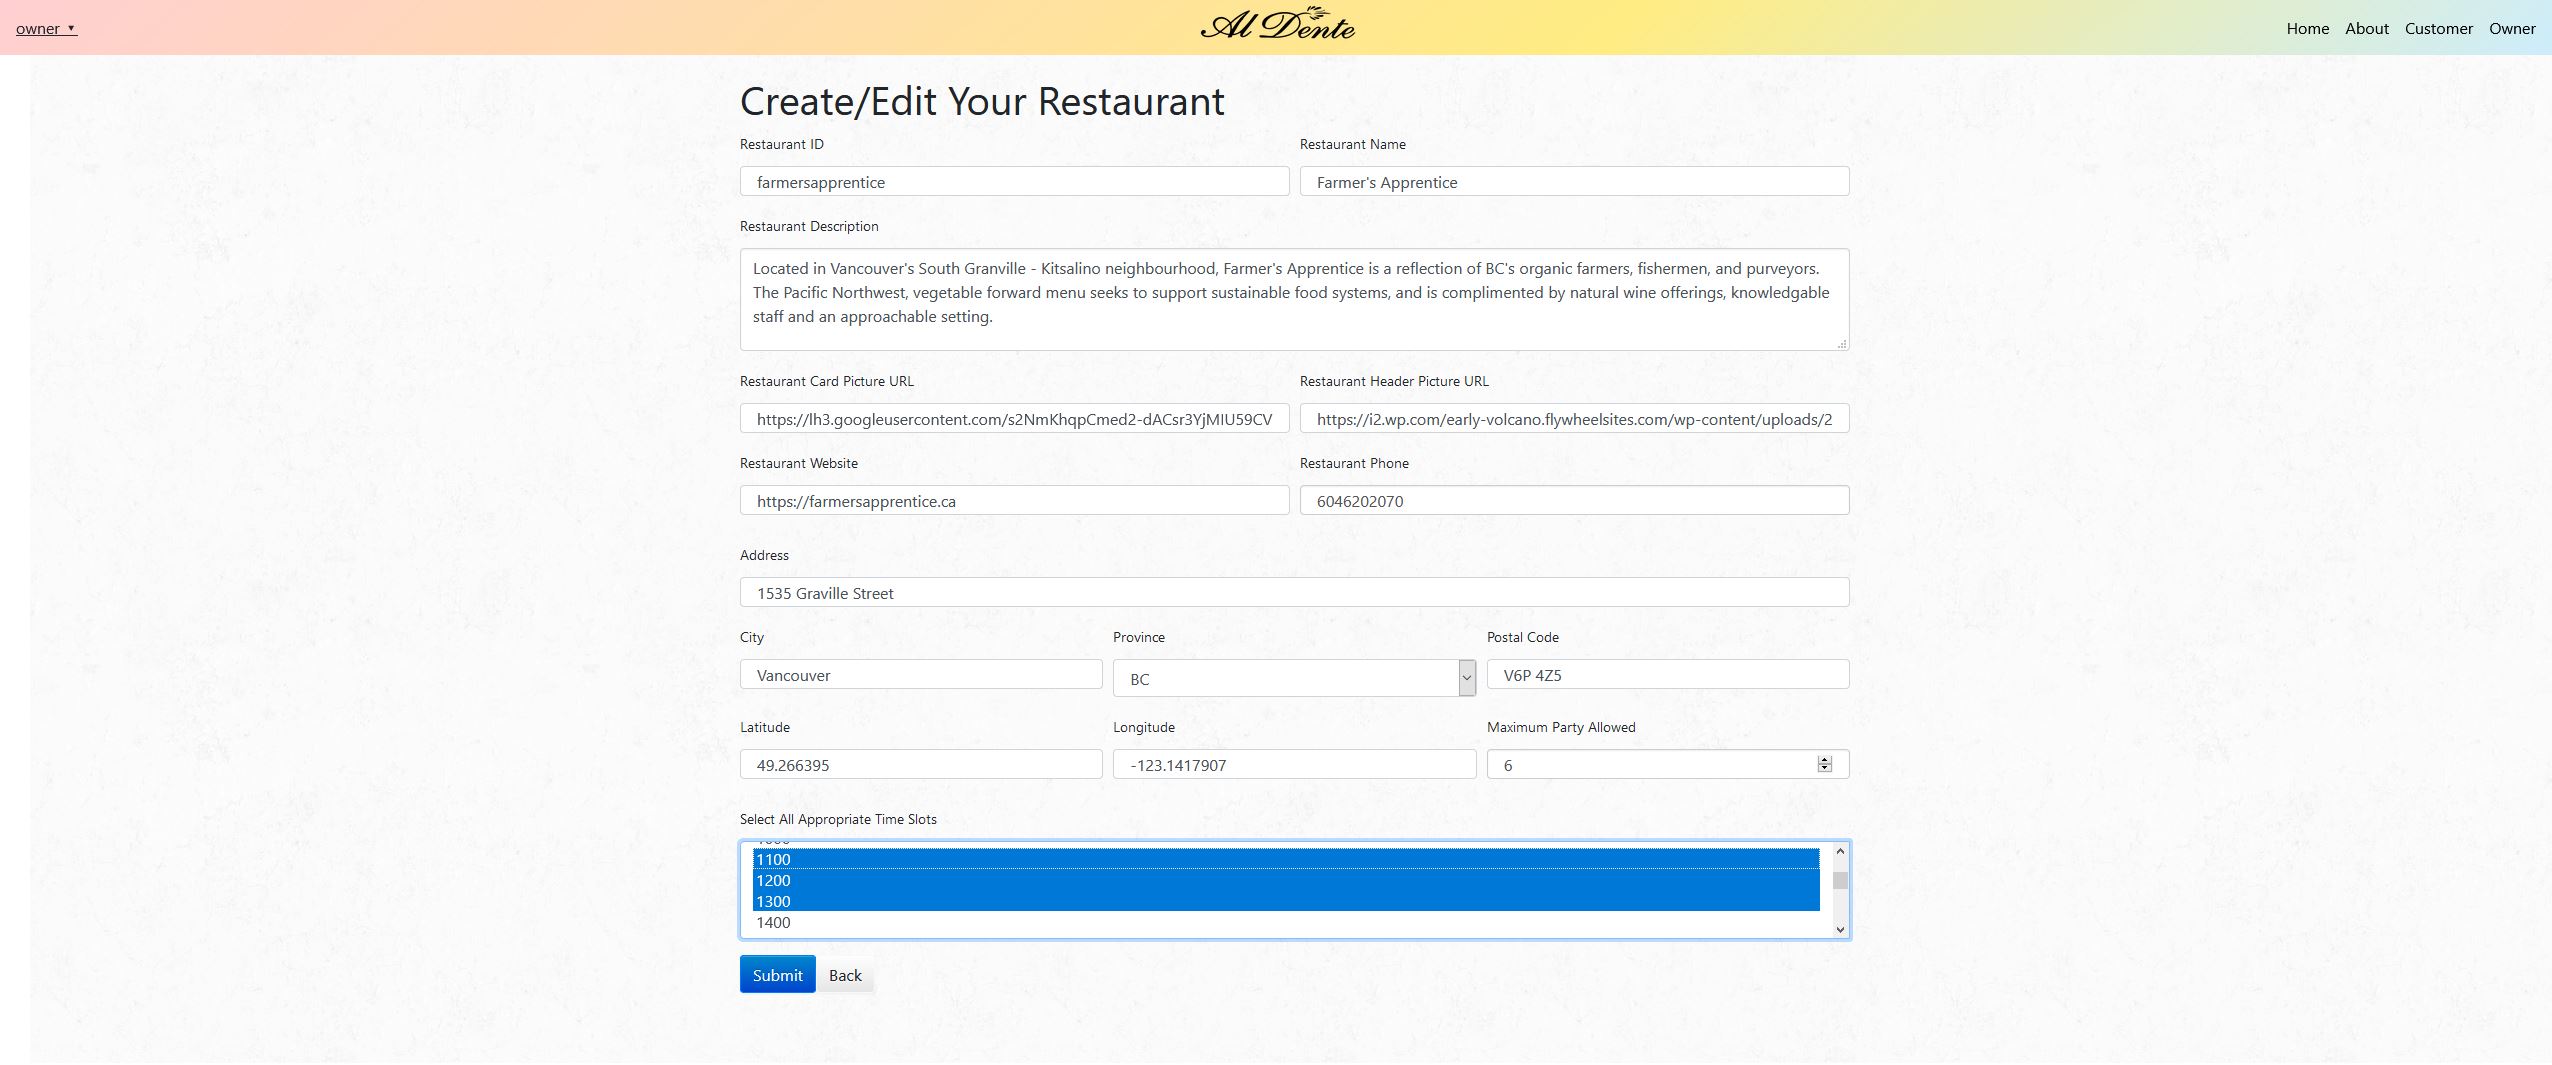 owner ▾
Al Dente
Home About Customer Owner
Create/Edit Your Restaurant
Restaurant ID Restaurant Name
farmersapprentice Farmer's Apprentice
Restaurant Description
Located in Vancouver's South Granville - Kitsalino neighbourhood, Farmer's Apprentice is a reflection of BC's organic farmers, fishermen, and purveyors.
The Pacific Northwest, vegetable forward menu seeks to support sustainable food systems, and is complimented by natural wine offerings, knowledgable
staff and an approachable setting.
Restaurant Card Picture URL Restaurant Header Picture URL
https://lh3.googleusercontent.com/s2NmKhqpCmed2-dACsr3YjMIU59CV https://i2.wp.com/early-volcano.flywheelsites.com/wp-content/uploads/2
Restaurant Website Restaurant Phone
https://farmersapprentice.ca 6046202070
Address
1535 Graville Street
City Province Postal Code
Vancouver BC V6P 4Z5
Latitude Longitude Maximum Party Allowed
49.266395 -123.1417907 6
Select All Appropriate Time Slots
1100
1200
1300
1400
Submit Back